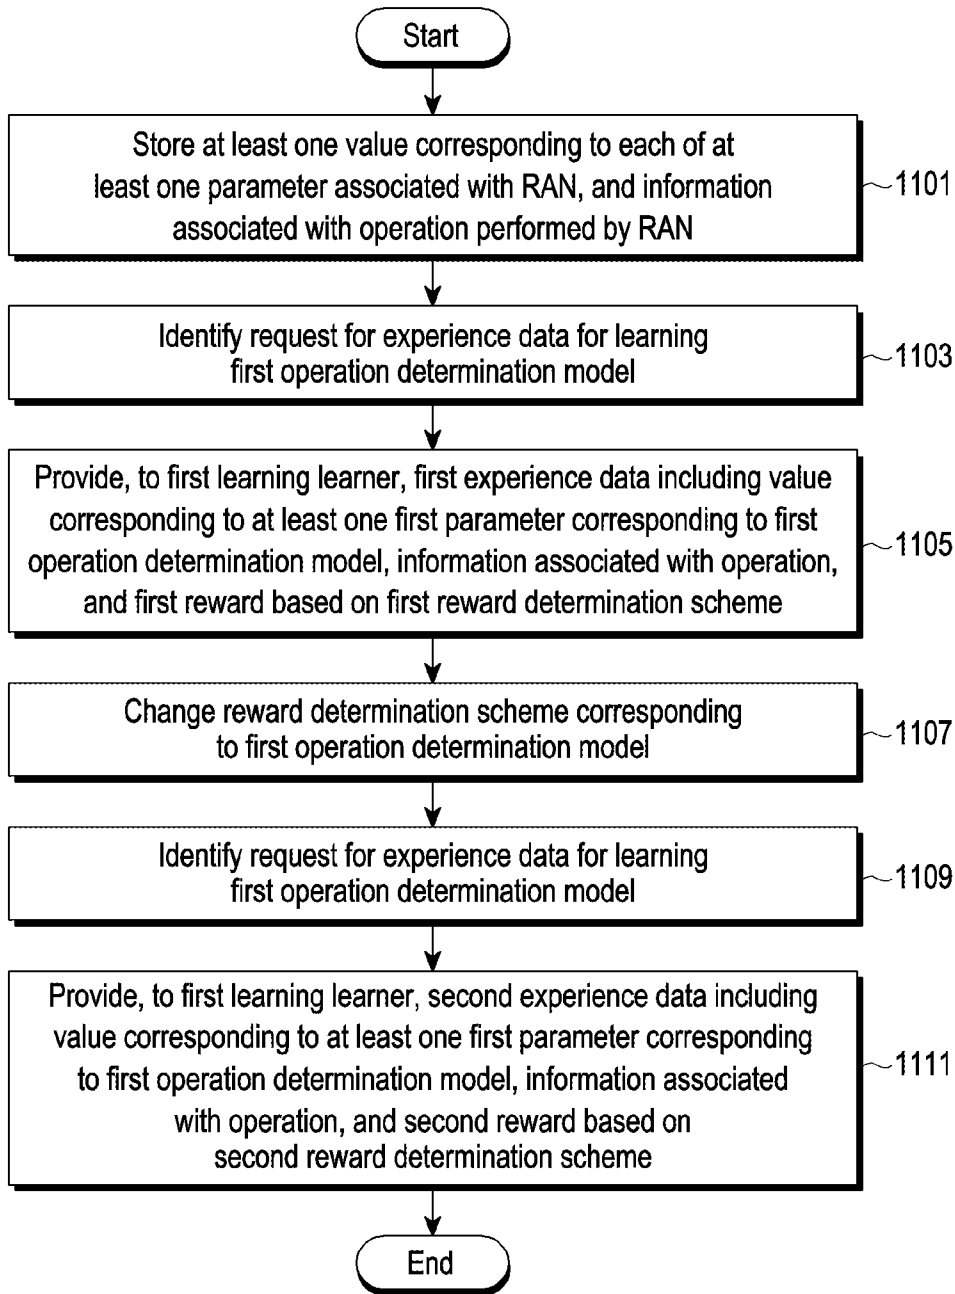 Start
Store at least one value corresponding to each of at
least one parameter associated with RAN, and information
associated with operation performed by RAN
1101
Identify request for experience data for learning
first operation determination model
1103
Provide, to first learning learner, first experience data including value
corresponding to at least one first parameter corresponding to first
operation determination model, information associated with operation,
and first reward based on first reward determination scheme
1105
Change reward determination scheme corresponding
to first operation determination model
1107
Identify request for experience data for learning
first operation determination model
1109
Provide, to first learning learner, second experience data including
value corresponding to at least one first parameter corresponding
to first operation determination model, information associated
with operation, and second reward based on
second reward determination scheme
1111
End